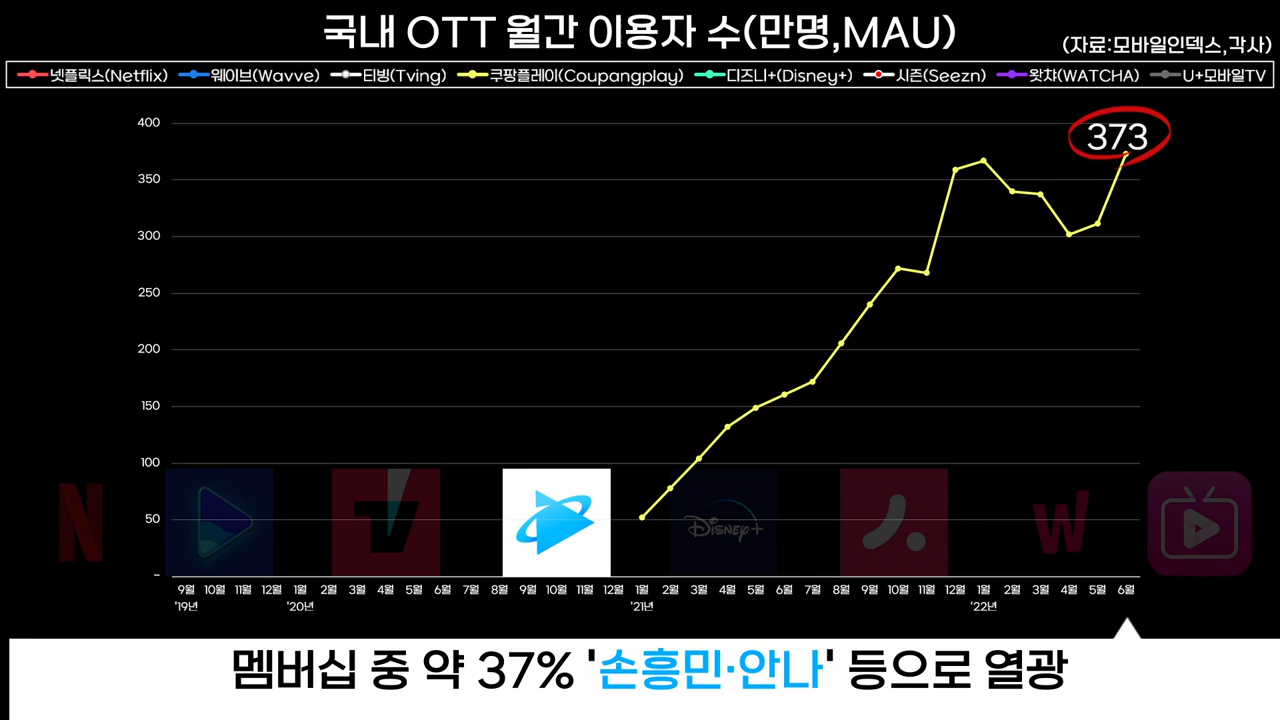 국내 OTT 월간 이용자 수(만명,MAU)
(자료:모바일인덱스,각사)
넷플릭스(Netflix) 웨이브(Wavve) 티빙(Tving) 쿠팡플레이(Coupangplay) 디즈니+(Disney+) 시즌(Seezn) 왓챠(WATCHA) U+모바일TV
373
400
350
300
250
200
150
100
50
–
N
Disney+
W
9월 10월 11월 12월 1월 2월 3월 4월 5월 6월 7월 8월 9월 10월 11월 12월 1월 2월 3월 4월 5월 6월 7월 8월 9월 10월 11월 12월 1월 2월 3월 4월 5월 6월
'19년 '20년 '21년 '22년
멤버십 중 약 37% '손흥민·안나' 등으로 열광